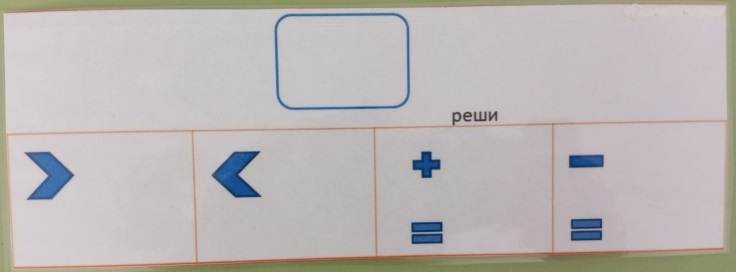 реши
> < + -
= =